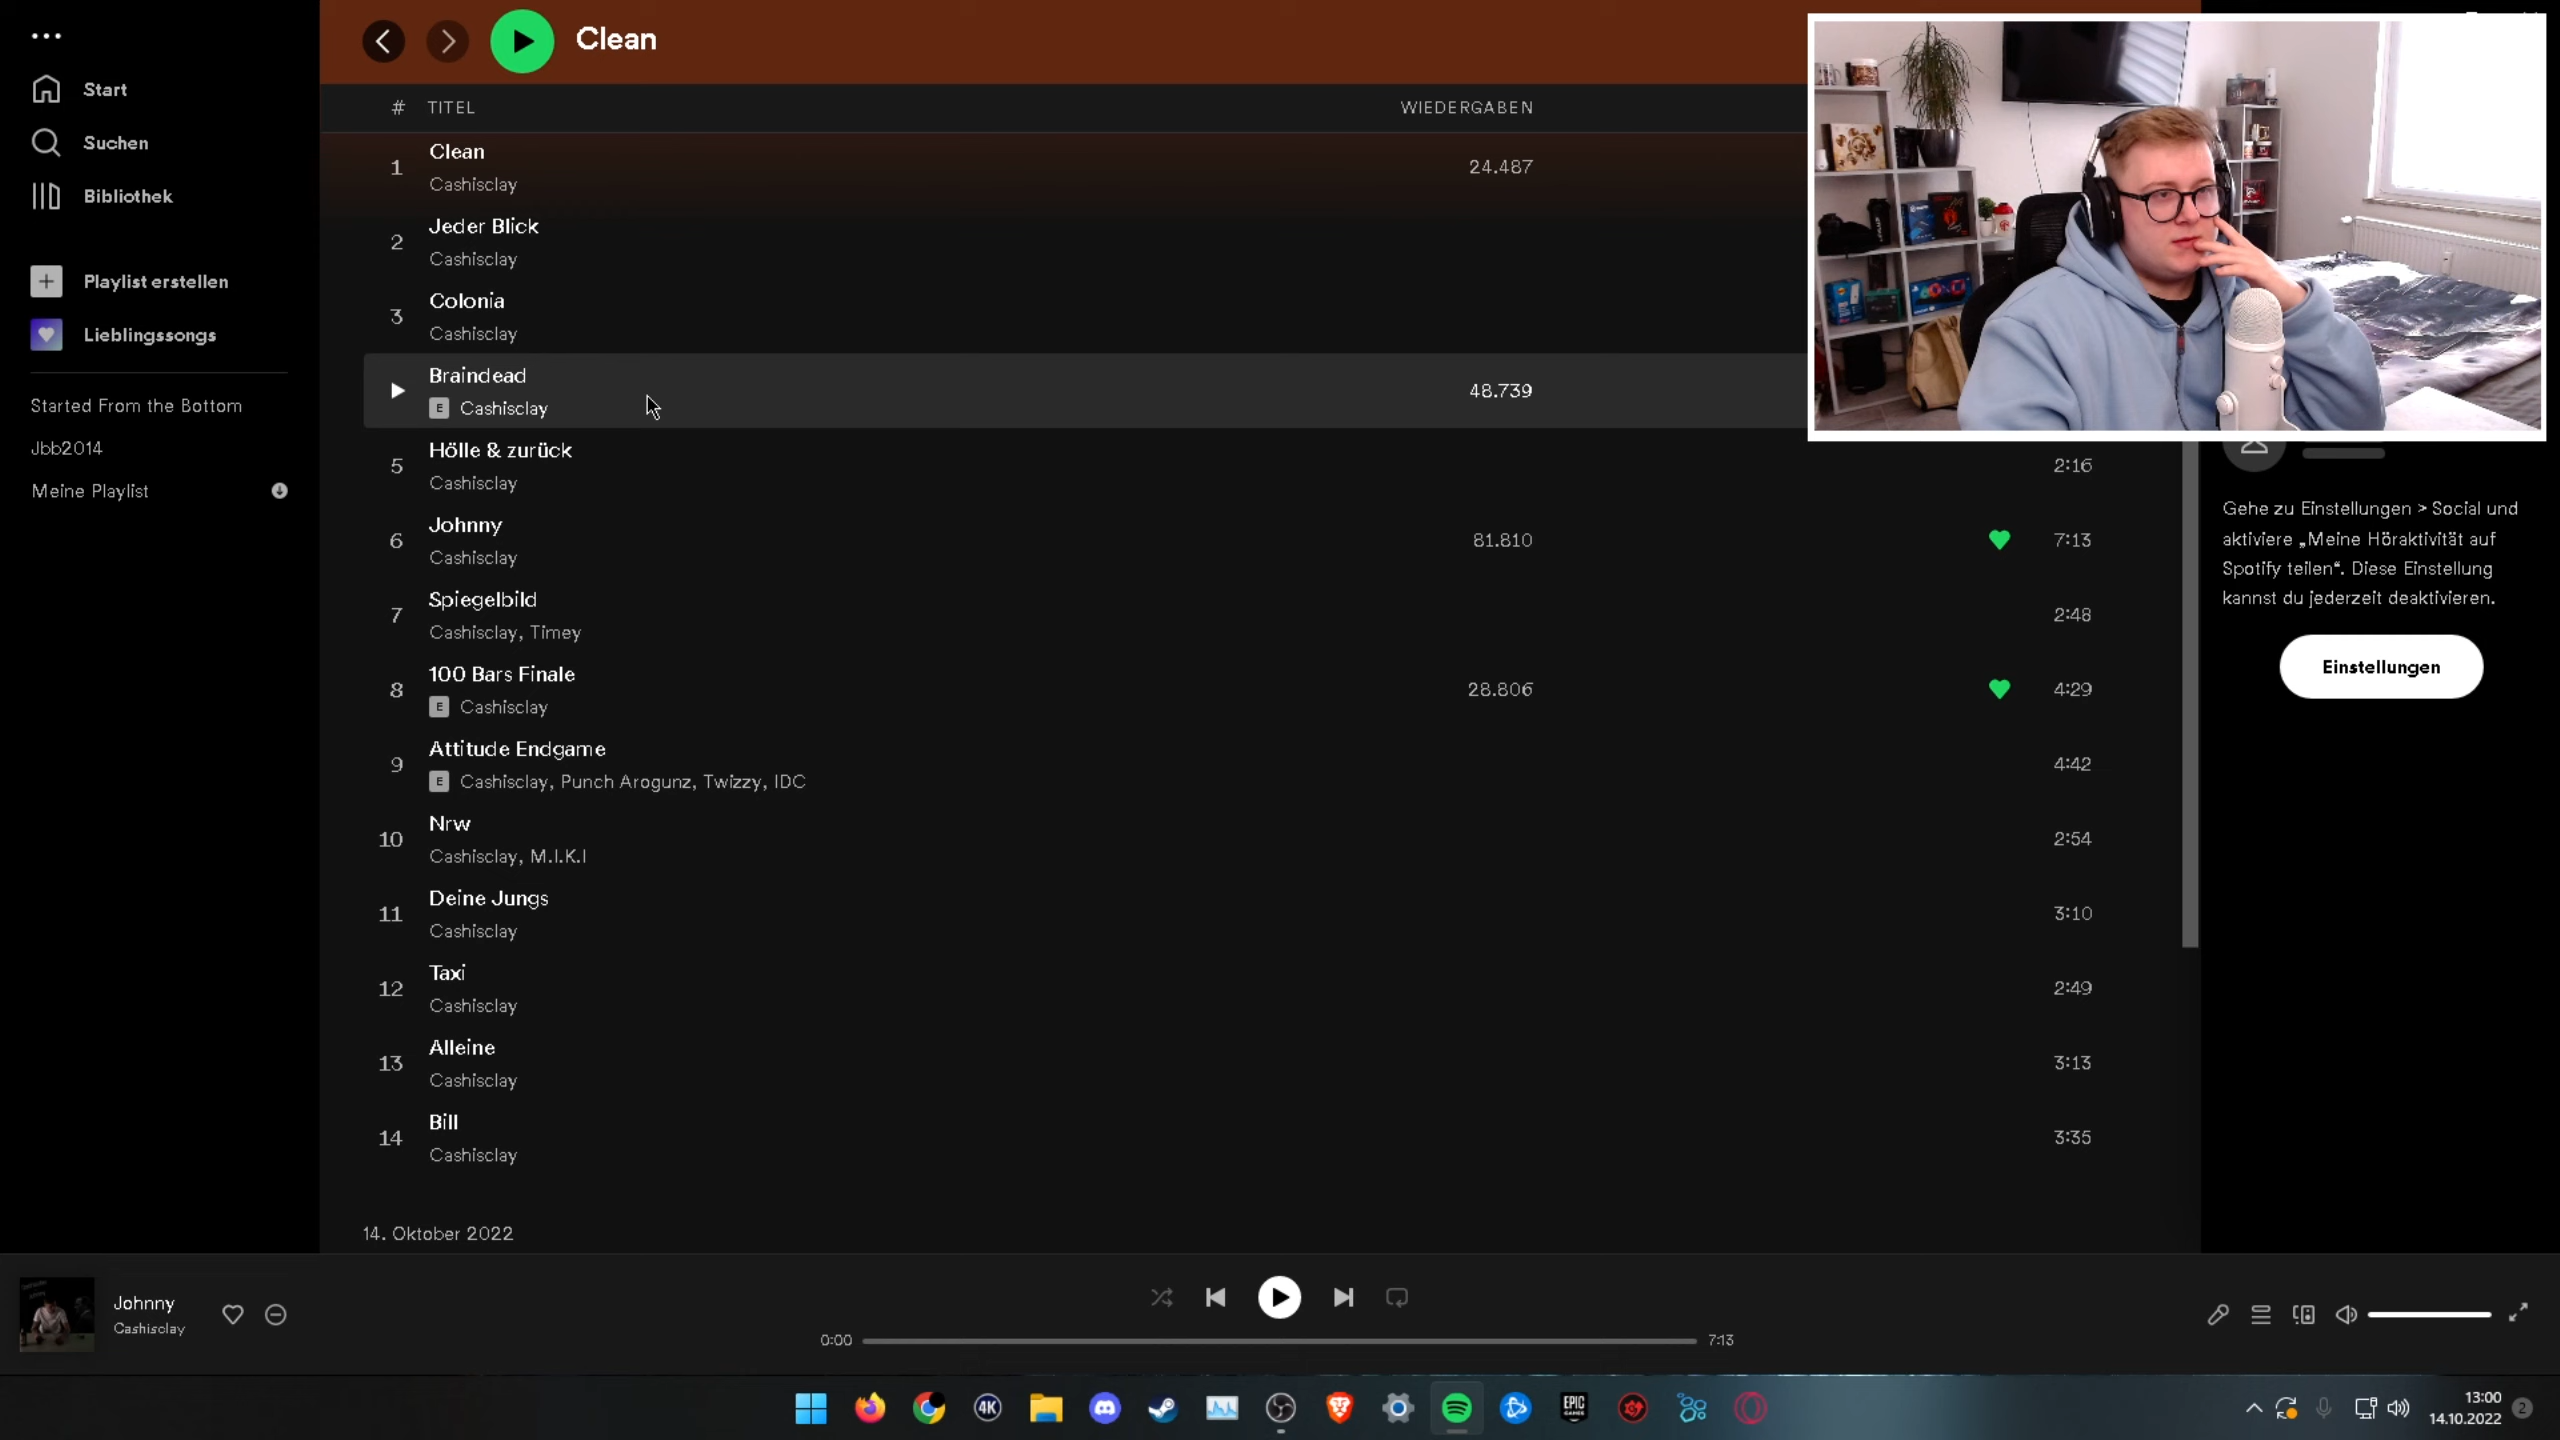 Start
Suchen
Bibliothek
Playlist erstellen
Lieblingssongs
Started From the Bottom
Jbb2014
Meine Playlist
Clean
# TITEL WIEDERGABEN
1 Clean 24.487
Cashisclay
2 Jeder Blick
Cashisclay
3 Colonia
Cashisclay
Braindead 48.739
E Cashisclay
5 Hölle & zurück 2:16
Cashisclay
6 Johnny 81.810 7:13
Cashisclay
7 Spiegelbild 2:48
Cashisclay, Timey
8 100 Bars Finale 28.806 4:29
E Cashisclay
9 Attitude Endgame 4:42
E Cashisclay, Punch Arogunz, Twizzy, IDC
10 Nrw 2:54
Cashisclay, M.I.K.I
11 Deine Jungs 3:10
Cashisclay
12 Taxi 2:49
Cashisclay
13 Alleine 3:13
Cashisclay
14 Bill 3:35
Cashisclay
14. Oktober 2022
Gehe zu Einstellungen > Social und
aktiviere „Meine Höraktivität auf
Spotify teilen“. Diese Einstellung
kannst du jederzeit deaktivieren.
Einstellungen
Johnny
Cashisclay
0:00 7:13
4K
EPIC
GAMES
13:00
14.10.2022
2